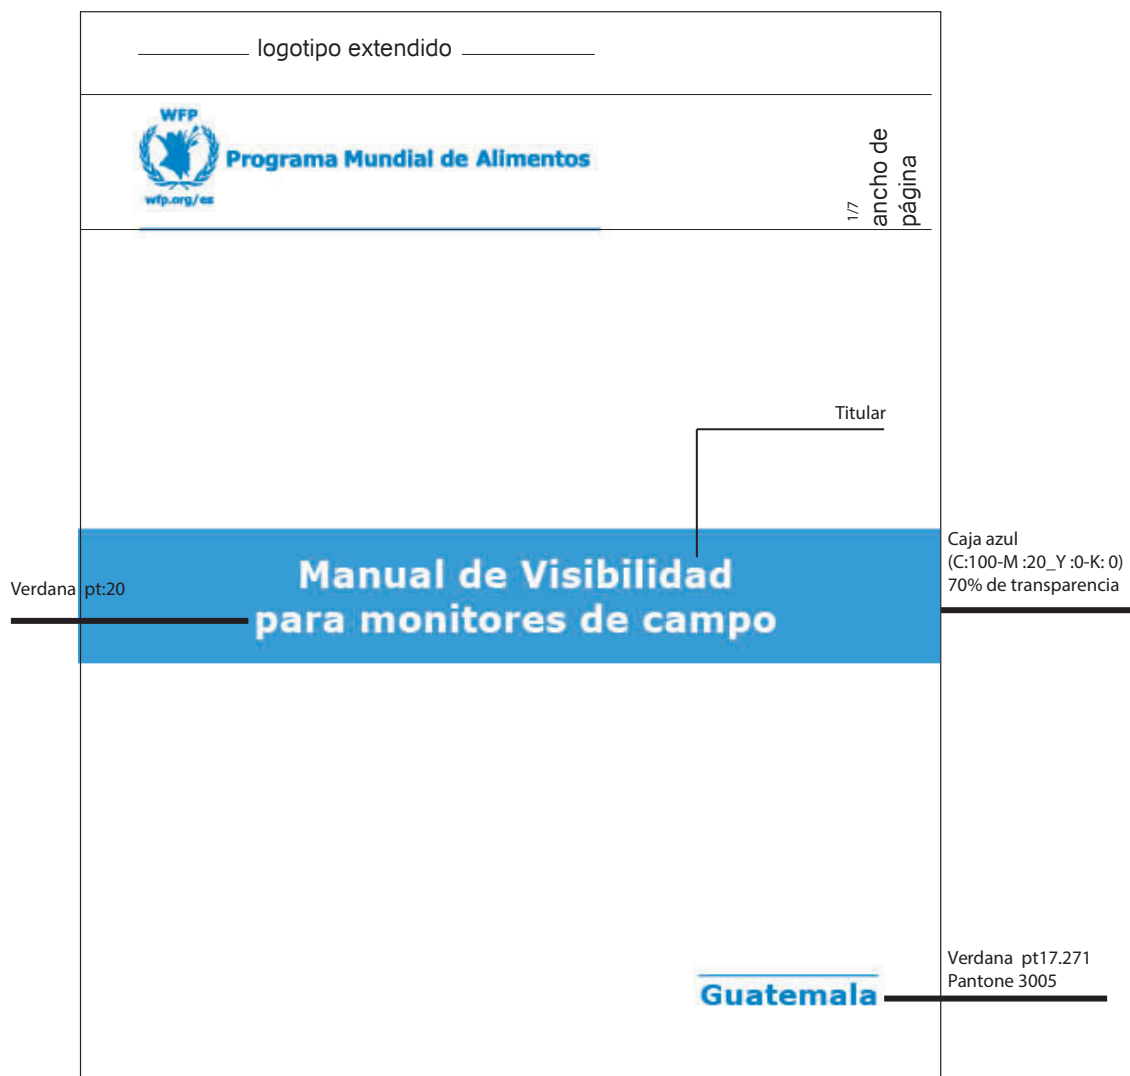 logotipo extendido
WFP
Programa Mundial de Alimentos
wfp.org/es
1/7
ancho de
página
Titular
Manual de Visibilidad
para monitores de campo
Verdana pt:20
Caja azul
(C:100-M :20_Y :0-K: 0)
70% de transparencia
Verdana pt17.271
Pantone 3005
Guatemala